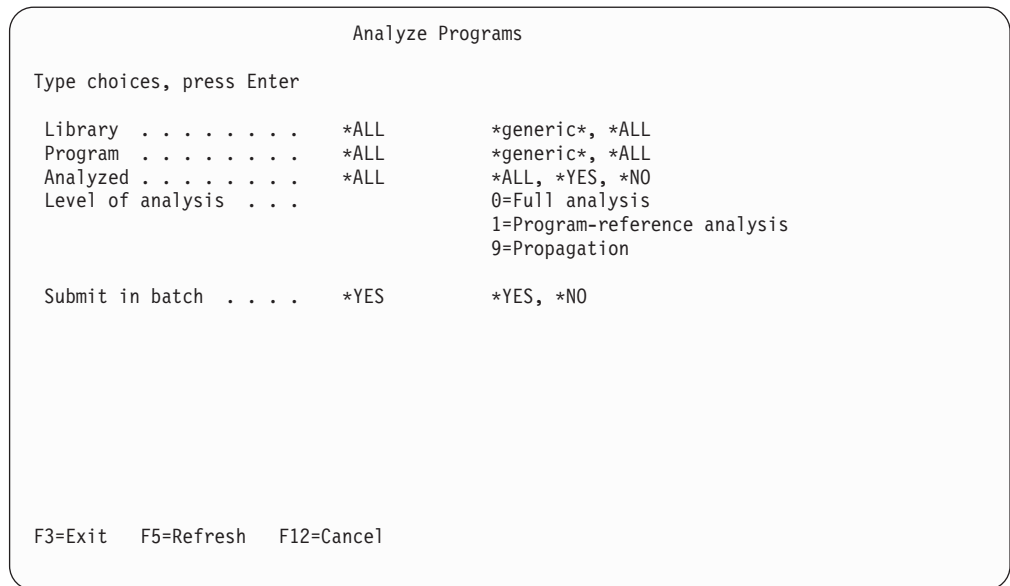 Analyze Programs
Type choices, press Enter
Library . . . . . . . . *ALL *generic*, *ALL
Program . . . . . . . . *ALL *generic*, *ALL
Analyzed . . . . . . . . *ALL *ALL, *YES, *NO
Level of analysis . . . 0=Full analysis
1=Program-reference analysis
9=Propagation
Submit in batch . . . . *YES *YES, *NO
F3=Exit F5=Refresh F12=Cancel